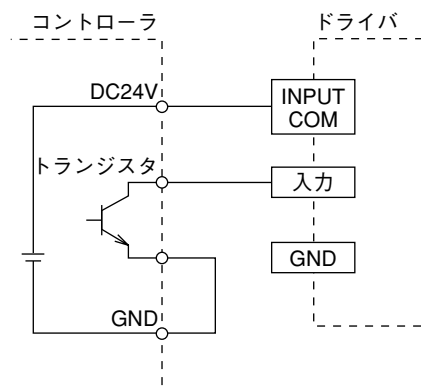 コントローラ
ドライバ
DC24V
INPUT
COM
トランジスタ
入力
GND
GND